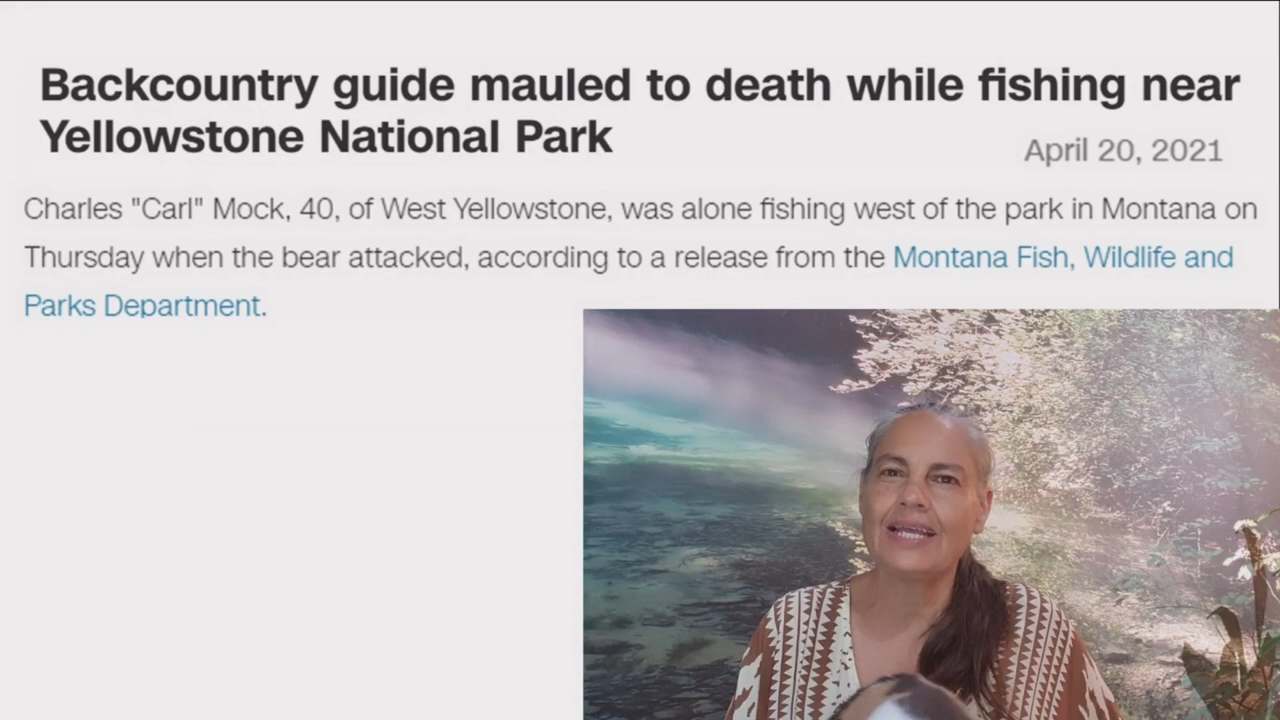 Backcountry guide mauled to death while fishing near
Yellowstone National Park
April 20, 2021
Charles "Carl" Mock, 40, of West Yellowstone, was alone fishing west of the park in Montana on
Thursday when the bear attacked, according to a release from the Montana Fish, Wildlife and
Parks Department.